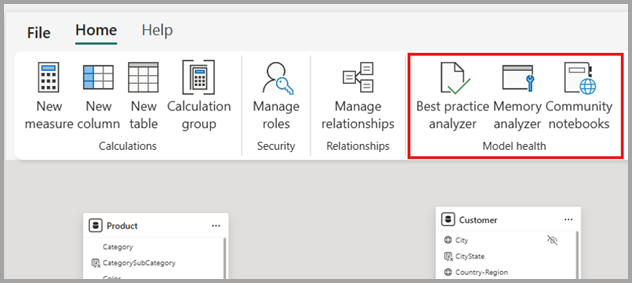 File Home Help
New measure
New column
New table
Calculation group
Calculations
Manage roles
Security
Manage relationships
Relationships
Best practice analyzer
Memory analyzer
Community notebooks
Model health
Product ...
Category
CategorySubCategory
Color
Customer ...
City
CityState
Country-Region